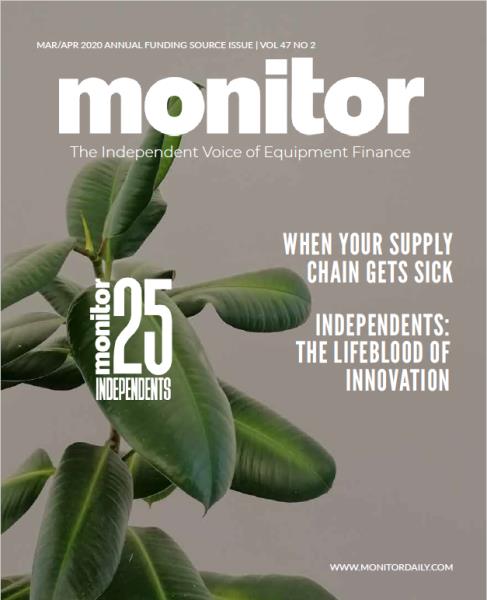 MAR/APR 2020 ANNUAL FUNDING SOURCE ISSUE | VOL 47 NO 2
monitor
The Independent Voice of Equipment Finance
WHEN YOUR SUPPLY
CHAIN GETS SICK
monitor
25
INDEPENDENTS
INDEPENDENTS:
THE LIFEBLOOD OF
INNOVATION
WWW.MONITORDAILY.COM